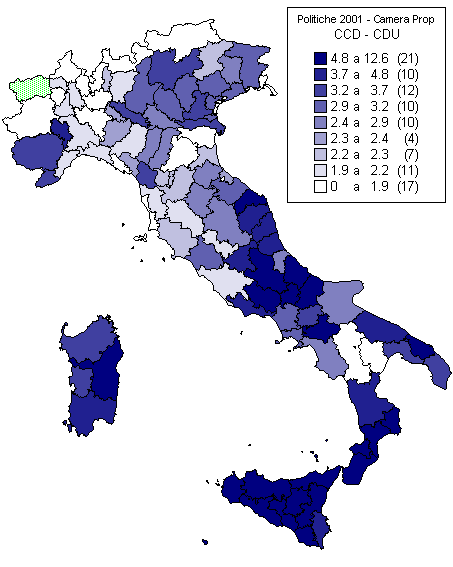 Politiche 2001 - Camera Prop
CCD - CDU
4.8 a 12.6 (21)
3.7 a 4.8 (10)
3.2 a 3.7 (12)
2.9 a 3.2 (10)
2.4 a 2.9 (10)
2.3 a 2.4 (4)
2.2 a 2.3 (7)
1.9 a 2.2 (11)
0 a 1.9 (17)